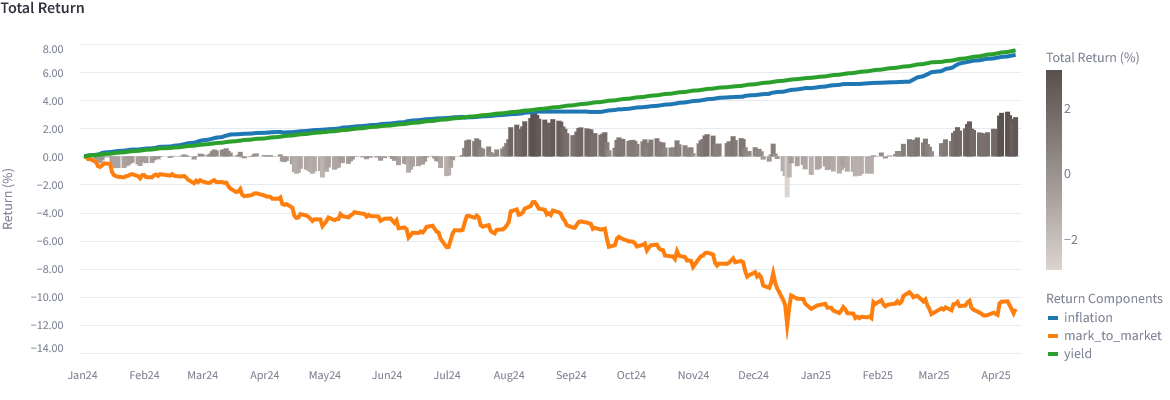 Total Return
Return (%)
8.00
6.00
4.00
2.00
0.00
−2.00
−4.00
−6.00
−8.00
−10.00
−12.00
−14.00
Jan24 Feb24 Mar24 Apr24 May24 Jun24 Jul24 Aug24 Sep24 Oct24 Nov24 Dec24 Jan25 Feb25 Mar25 Apr25
Total Return (%)
2
0
−2
Return Components
inflation
mark_to_market
yield